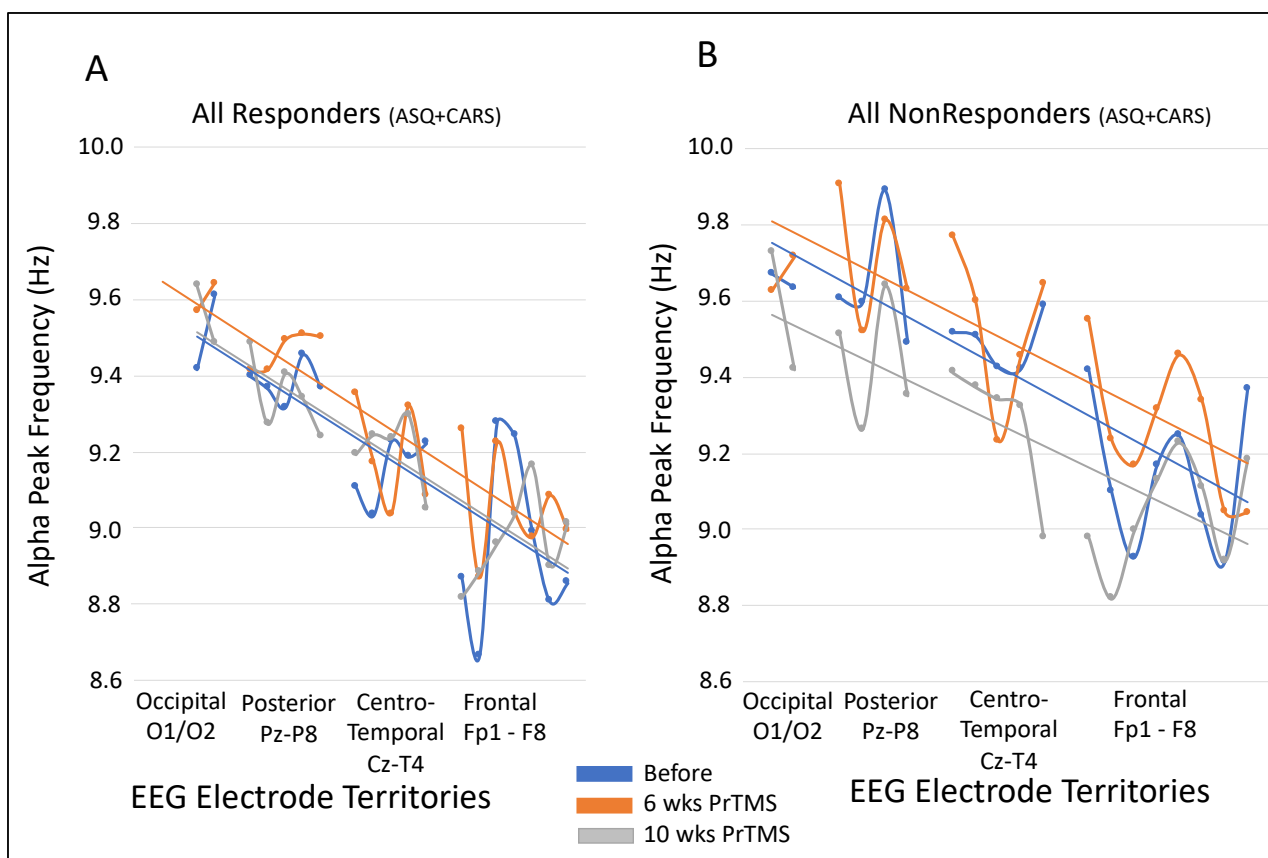 A
All Responders (ASQ+CARS)
10.0
9.8
9.6
9.4
9.2
9.0
8.8
8.6
Alpha Peak Frequency (Hz)
Occipital
O1/O2
Posterior
Pz-P8
Centro-
Temporal
Cz-T4
Frontal
Fp1 - F8
EEG Electrode Territories
B
All NonResponders (ASQ+CARS)
10.0
9.8
9.6
9.4
9.2
9.0
8.8
8.6
Alpha Peak Frequency (Hz)
Occipital
O1/O2
Posterior
Pz-P8
Centro-
Temporal
Cz-T4
Frontal
Fp1 - F8
EEG Electrode Territories
Before
6 wks PrTMS
10 wks PrTMS